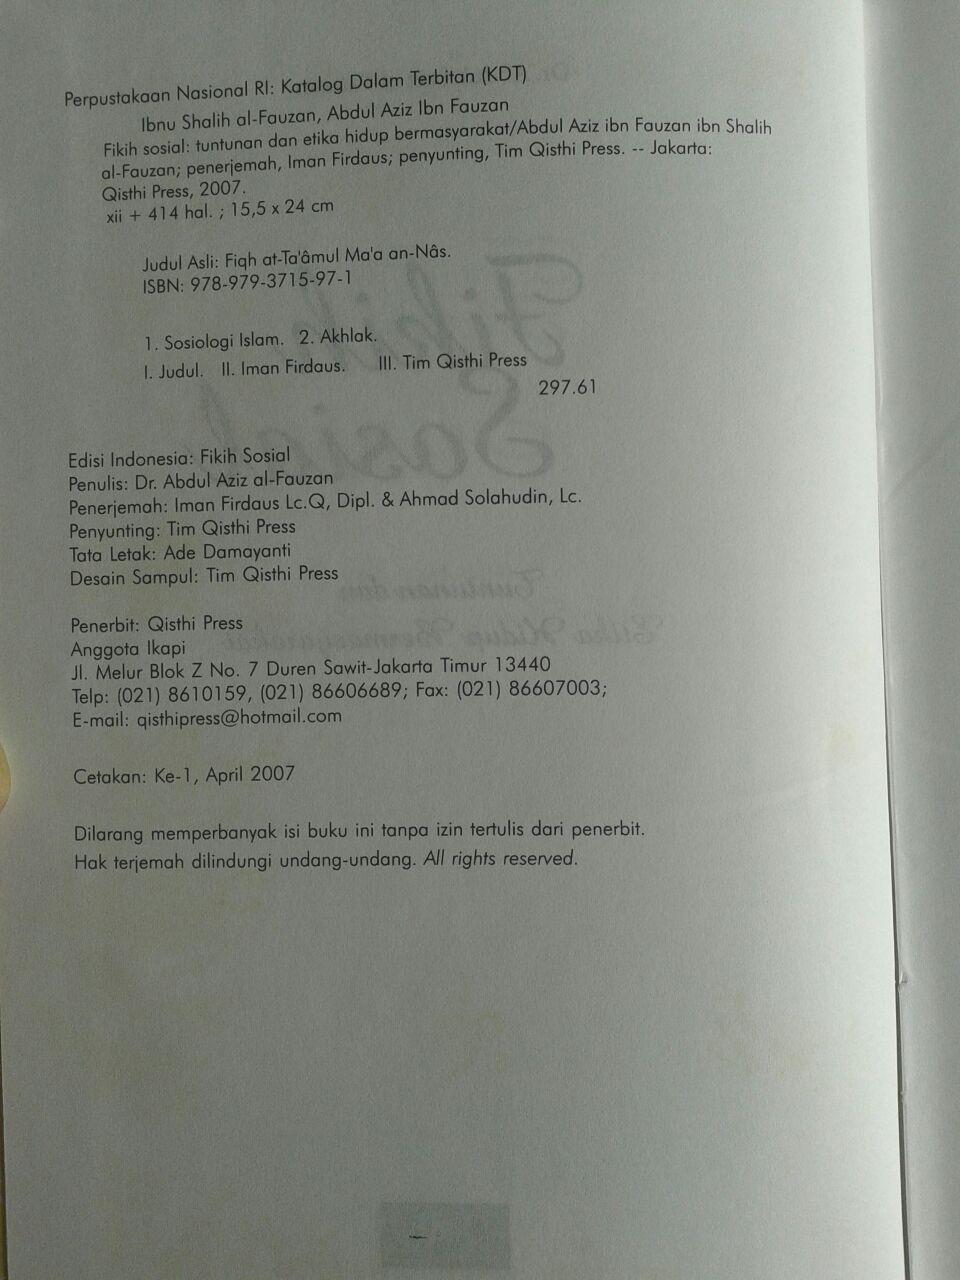 Perpustakaan Nasional RI: Katalog Dalam Terbitan (KDT)
Ibnu Shalih al-Fauzan, Abdul Aziz Ibn Fauzan
Fikih sosial: tuntunan dan etika hidup bermasyarakat/Abdul Aziz ibn Fauzan ibn Shalih
al-Fauzan; penerjemah, Iman Firdaus; penyunting, Tim Qisthi Press. -- Jakarta:
Qisthi Press, 2007.
xii + 414 hal. ; 15,5 x 24 cm
Judul Asli: Fiqh at-Ta'âmul Ma'a an-Nâs.
ISBN: 978-979-3715-97-1
1. Sosiologi Islam. 2. Akhlak.
I. Judul. II. Iman Firdaus. III. Tim Qisthi Press
297.61
Edisi Indonesia: Fikih Sosial
Penulis: Dr. Abdul Aziz al-Fauzan
Penerjemah: Iman Firdaus Lc.Q, Dipl. & Ahmad Solahudin, Lc.
Penyunting: Tim Qisthi Press
Tata Letak: Ade Damayanti
Desain Sampul: Tim Qisthi Press
Penerbit: Qisthi Press
Anggota Ikapi
Jl. Melur Blok Z No. 7 Duren Sawit-Jakarta Timur 13440
Telp: (021) 8610159, (021) 86606689; Fax: (021) 86607003;
E-mail: qisthipress@hotmail.com
Cetakan: Ke-1, April 2007
Dilarang memperbanyak isi buku ini tanpa izin tertulis dari penerbit.
Hak terjemah dilindungi undang-undang. All rights reserved.
Fikih
Sosial
Tuntunan dan
Etika Hidup Bermasyarakat